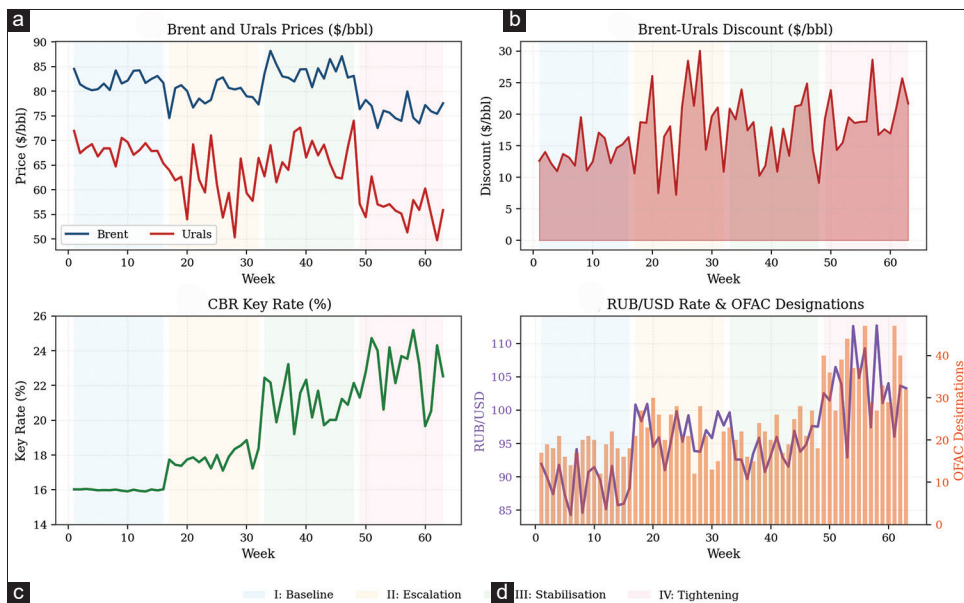 a
Brent and Urals Prices ($/bbl)
90
85
80
75
70
65
60
55
50
Price ($/bbl)
Brent
Urals
0 10 20 30 40 50 60
Week
b
Brent-Urals Discount ($/bbl)
30
25
20
15
10
5
0
Discount ($/bbl)
0 10 20 30 40 50 60
Week
CBR Key Rate (%)
26
24
22
20
18
16
14
Key Rate (%)
0 10 20 30 40 50 60
Week
RUB/USD Rate & OFAC Designations
110
105
100
95
90
85
RUB/USD
40
30
20
10
0
OFAC Designations
0 10 20 30 40 50 60
Week
c
d
I: Baseline II: Escalation III: Stabilisation IV: Tightening